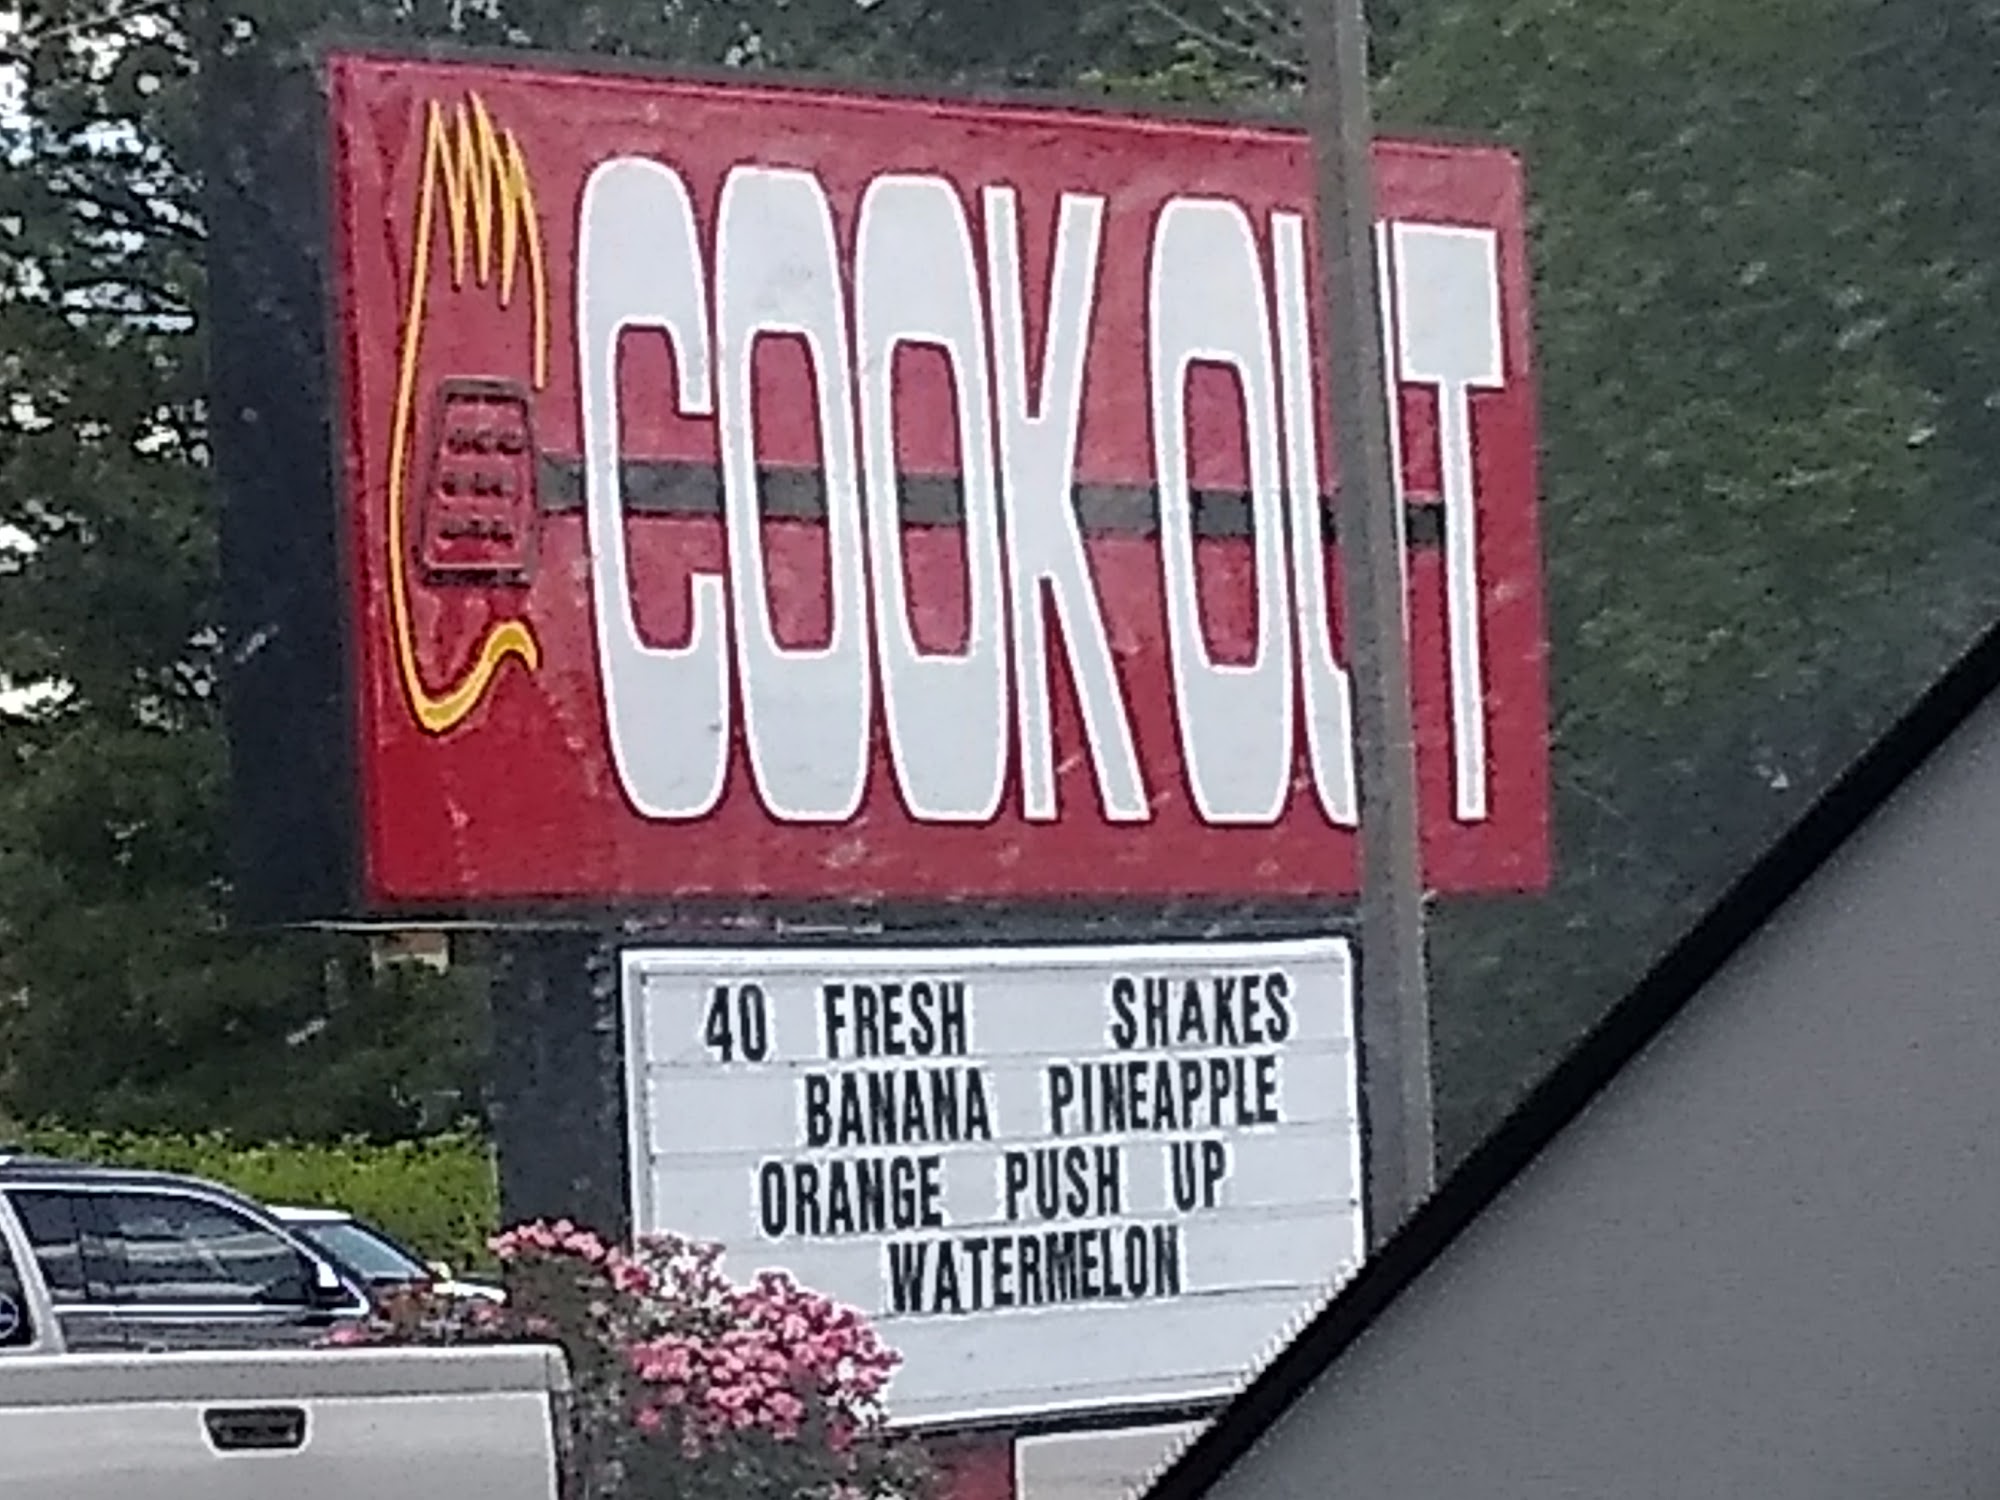 COOK OUT
40 FRESH SHAKES
BANANA PINEAPPLE
ORANGE PUSH UP
WATERMELON